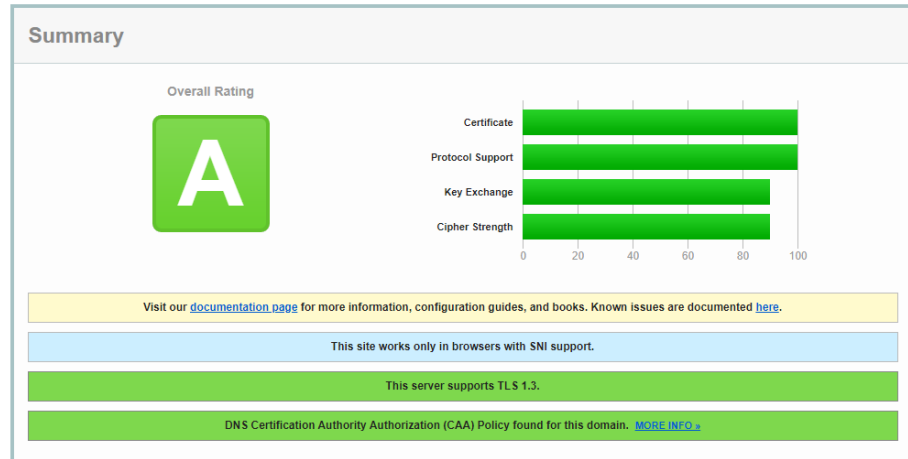 Summary
Overall Rating
A
Certificate
Protocol Support
Key Exchange
Cipher Strength
0 20 40 60 80 100
Visit our documentation page for more information, configuration guides, and books. Known issues are documented here.
This site works only in browsers with SNI support.
This server supports TLS 1.3.
DNS Certification Authority Authorization (CAA) Policy found for this domain. MORE INFO »